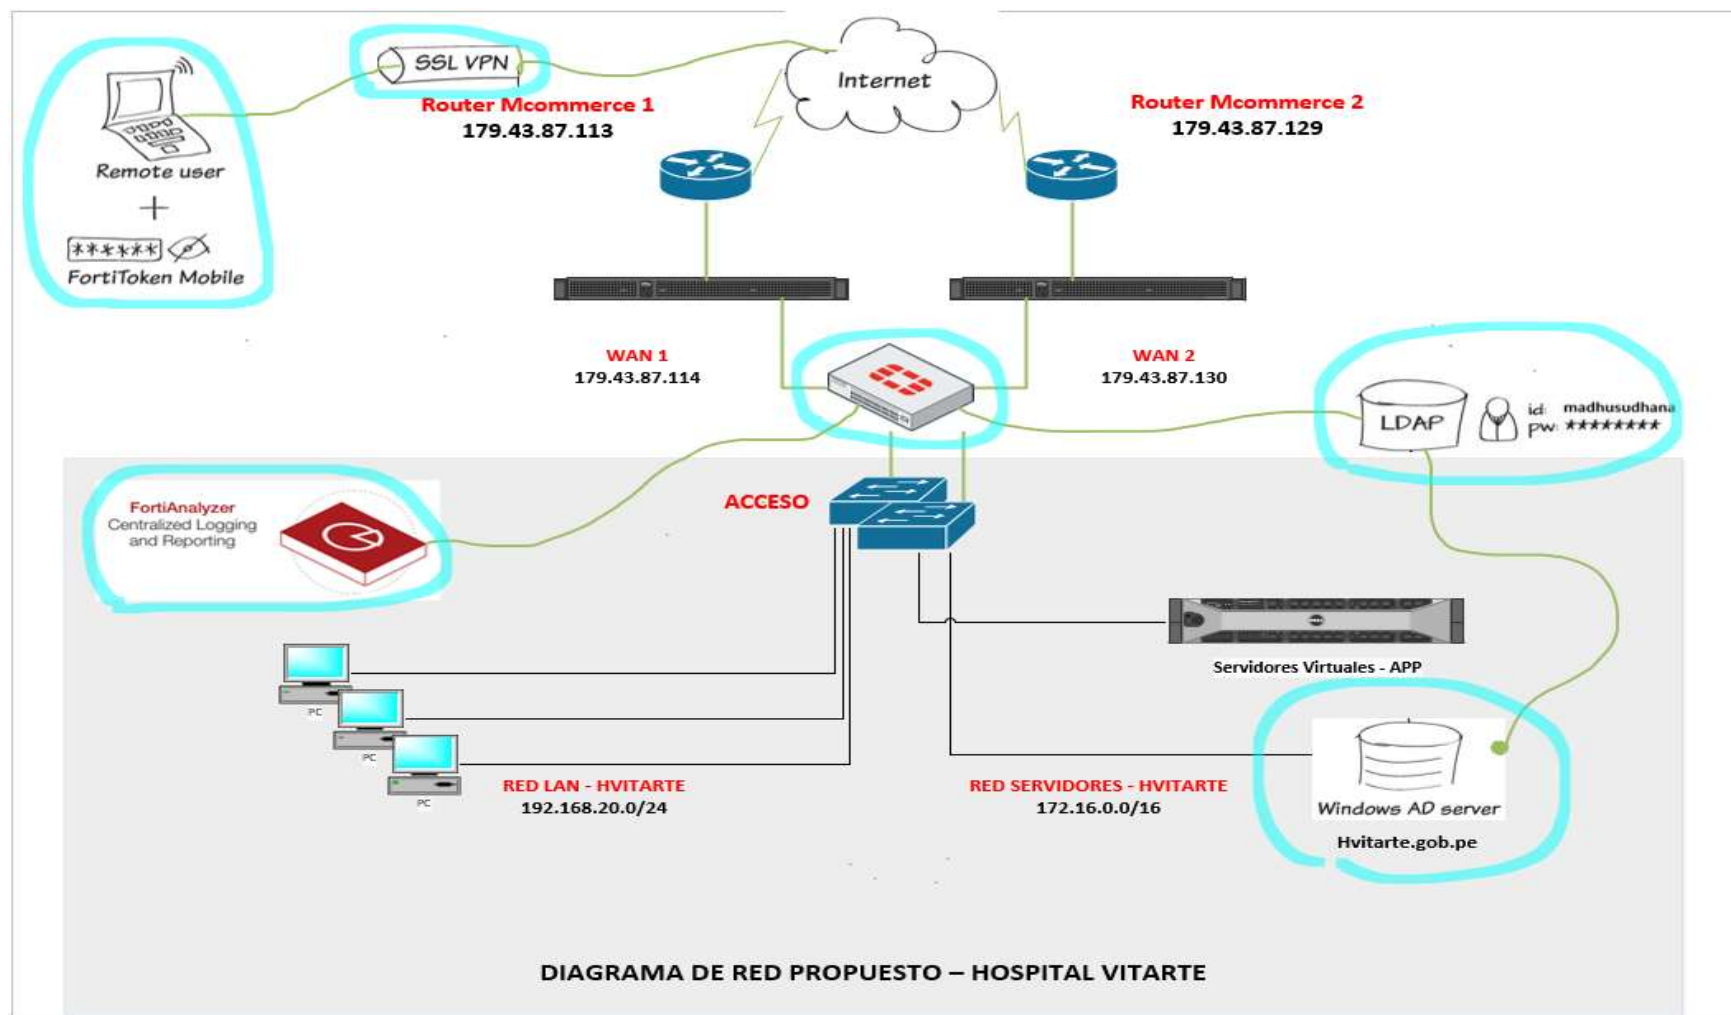 SSL VPN
Internet
Router Mcommerce 1
179.43.87.113
Router Mcommerce 2
179.43.87.129
Remote user
+
******
FortiToken Mobile
WAN 1
179.43.87.114
WAN 2
179.43.87.130
LDAP
id: madhusudhana
pw: ********
ACCESO
FortiAnalyzer
Centralized Logging
and Reporting
Servidores Virtuales - APP
PC
PC
PC
RED LAN - HVITARTE
192.168.20.0/24
RED SERVIDORES - HVITARTE
172.16.0.0/16
Windows AD server
Hvitarte.gob.pe
DIAGRAMA DE RED PROPUESTO – HOSPITAL VITARTE